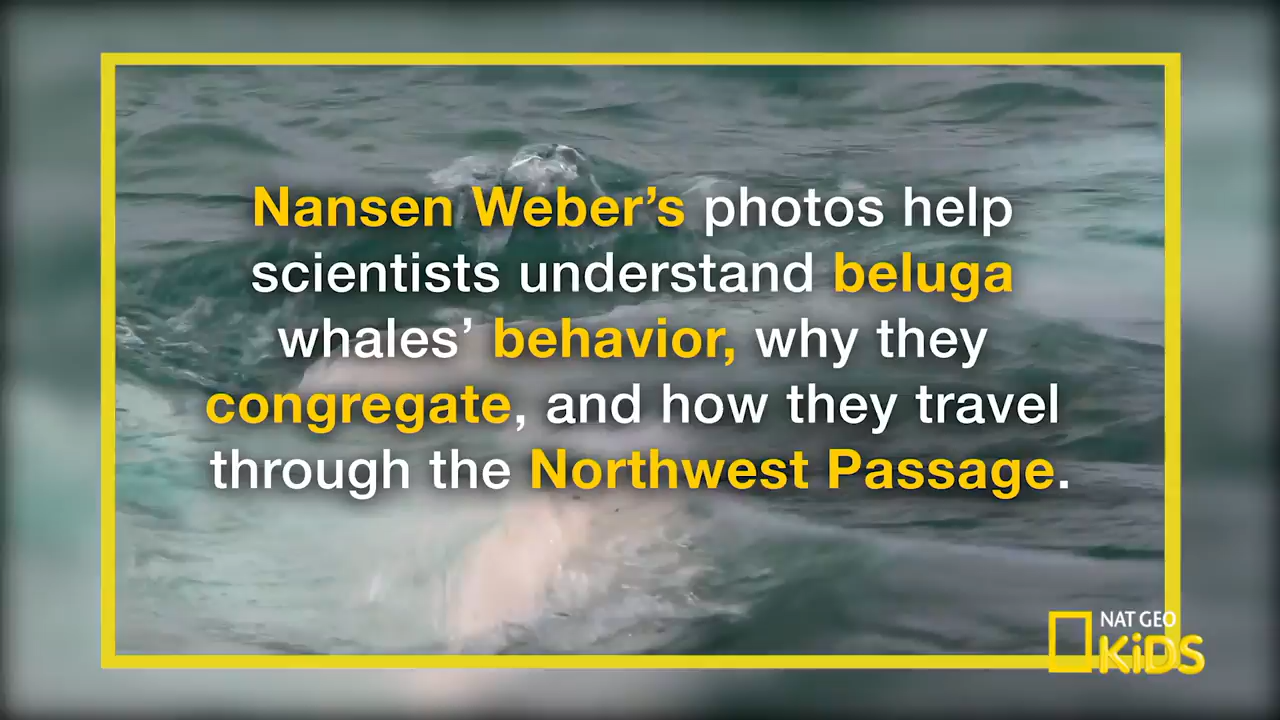 Nansen Weber’s photos help
scientists understand beluga
whales’ behavior, why they
congregate, and how they travel
through the Northwest Passage.
NAT GEO
KiDS